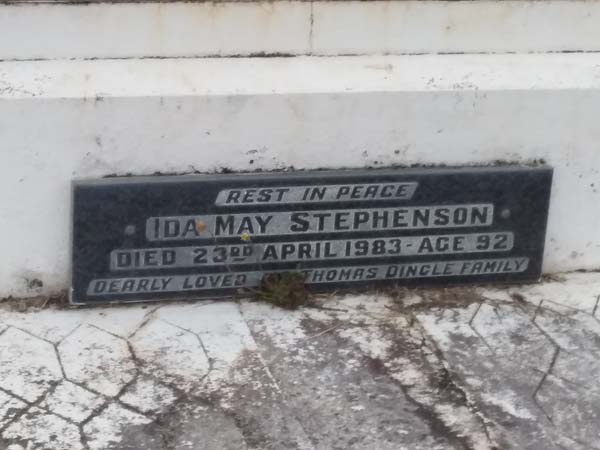 REST IN PEACE
IDA MAY STEPHENSON
DIED 23RD APRIL 1983 - AGE 92
DEARLY LOVED THOMAS DINGLE FAMILY